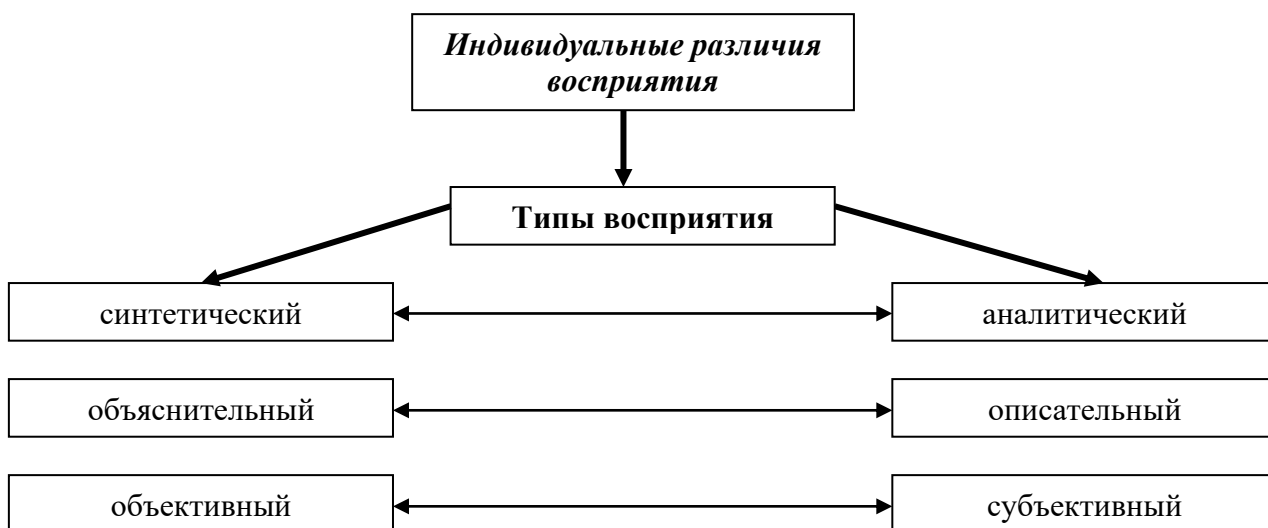 Индивидуальные различия
восприятия
Типы восприятия
синтетический
аналитический
объяснительный
описательный
объективный
субъективный